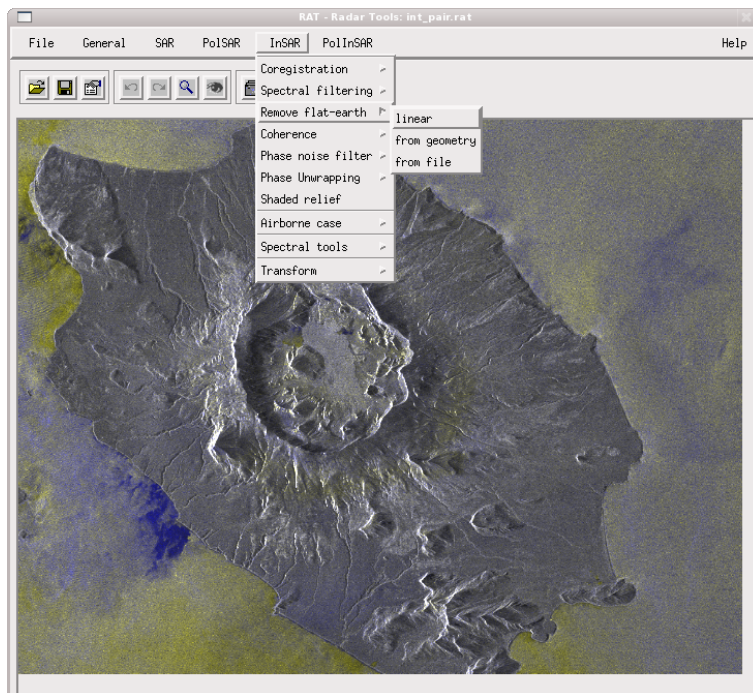 RAT - Radar Tools: int_pair.rat
File General SAR PolSAR InSAR PolInSAR Help
Coregistration
Spectral filtering
Remove flat-earth
linear
Coherence
from geometry
Phase noise filter
from file
Phase Unwrapping
Shaded relief
Airborne case
Spectral tools
Transform